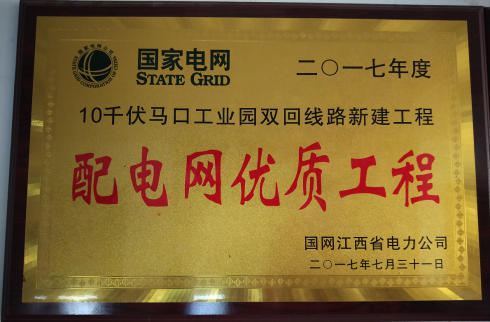 国家电网
STATE GRID
二〇一七年度
10千伏马口工业园双回线路新建工程
配电网优质工程
国网江西省电力公司
二〇一七年七月三十一日